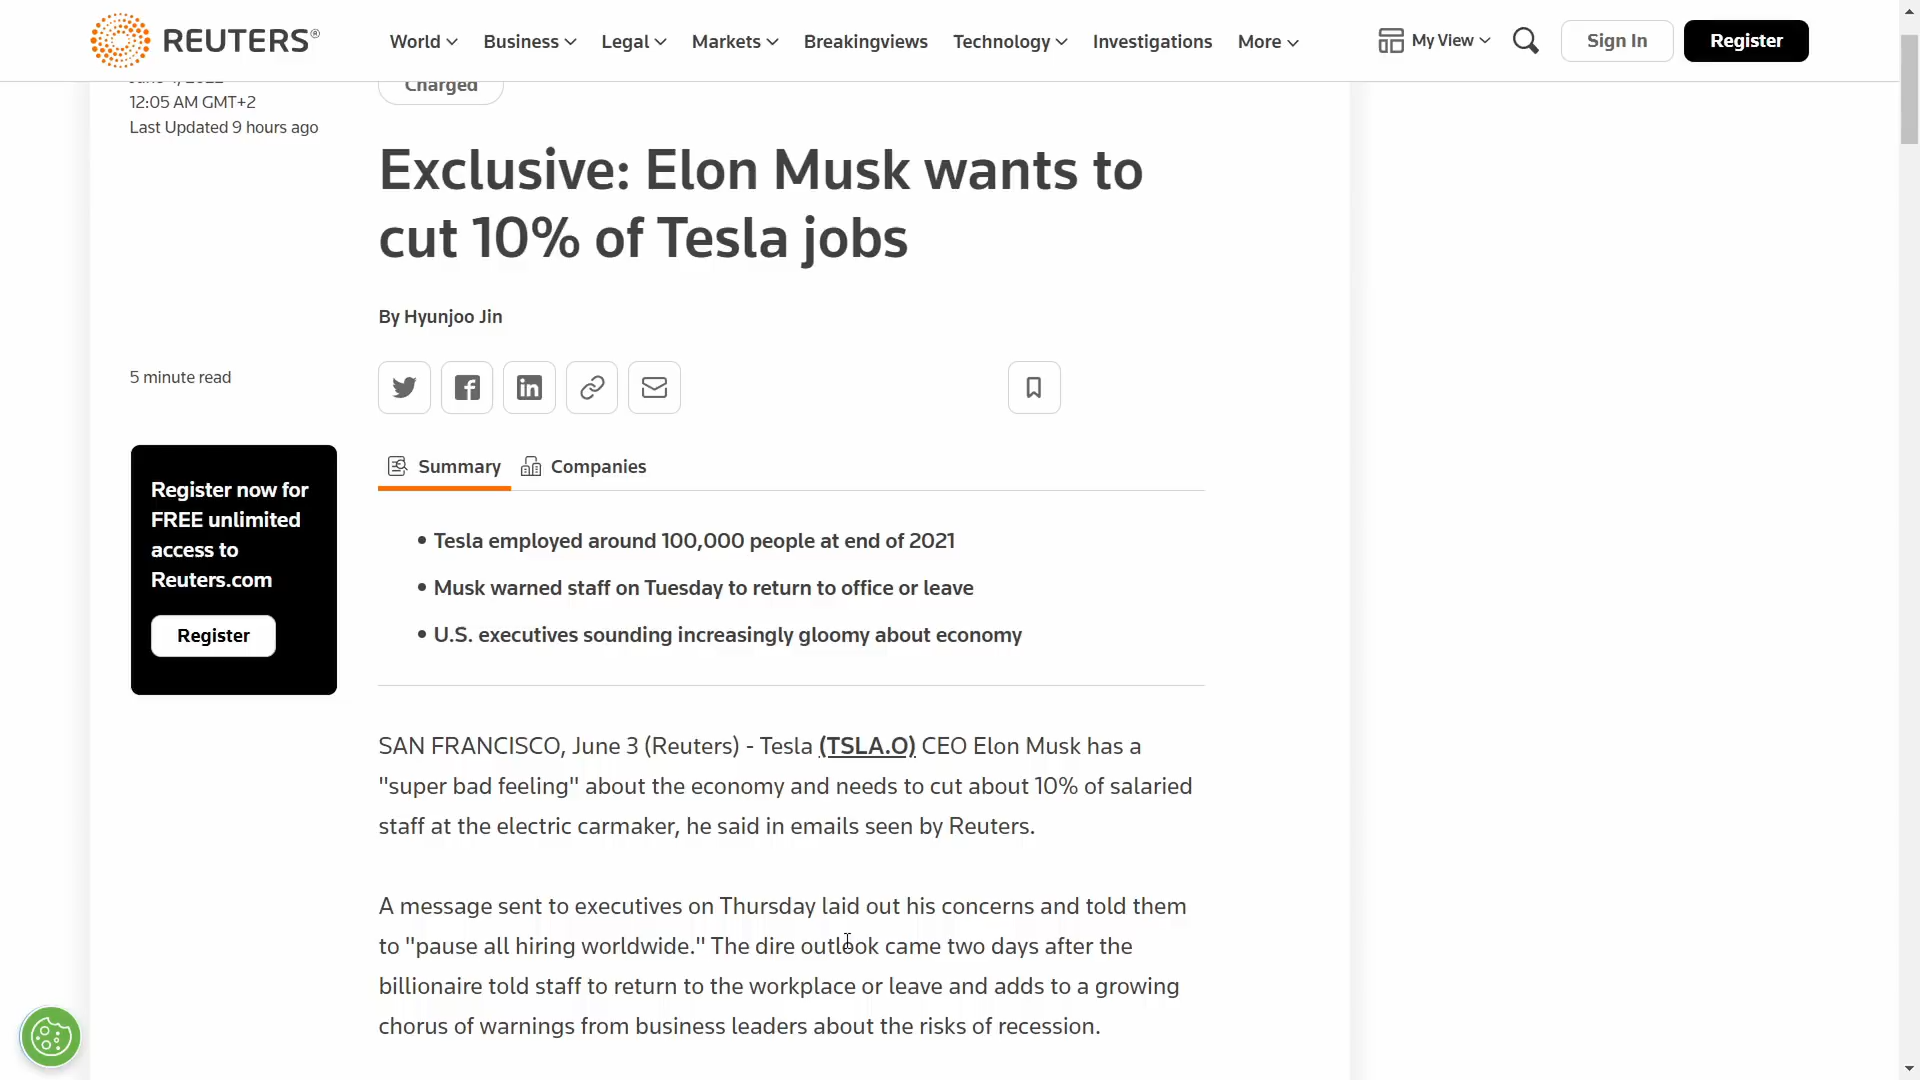 REUTERS®
World
Business
Legal
Markets
Breakingviews
Technology
Investigations
More
My View
Sign In
Register
12:05 AM GMT+2
Last Updated 9 hours ago
Charged
Exclusive: Elon Musk wants to
cut 10% of Tesla jobs
By Hyunjoo Jin
5 minute read
Register now for
FREE unlimited
access to
Reuters.com
Register
Summary
Companies
• Tesla employed around 100,000 people at end of 2021
• Musk warned staff on Tuesday to return to office or leave
• U.S. executives sounding increasingly gloomy about economy
SAN FRANCISCO, June 3 (Reuters) - Tesla (TSLA.O) CEO Elon Musk has a
"super bad feeling" about the economy and needs to cut about 10% of salaried
staff at the electric carmaker, he said in emails seen by Reuters.
A message sent to executives on Thursday laid out his concerns and told them
to "pause all hiring worldwide." The dire outlook came two days after the
billionaire told staff to return to the workplace or leave and adds to a growing
chorus of warnings from business leaders about the risks of recession.